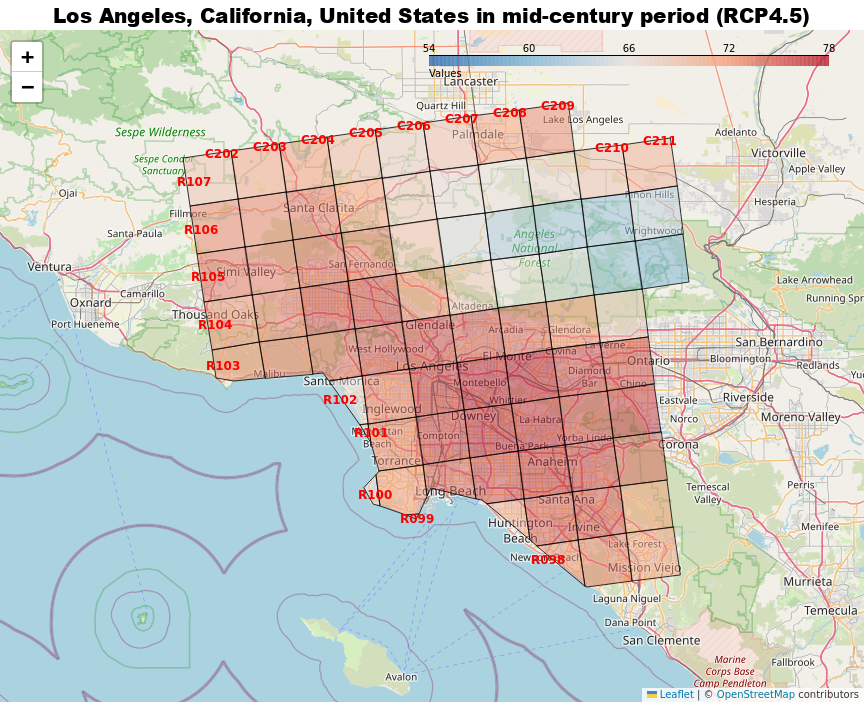 Los Angeles, California, United States in mid-century period (RCP4.5)
+
−
54 60 66 72 78
Values
Lancaster
Quartz Hill
C209
C208
C207
Lake Los Angeles
C206
Palmdale
C205
C204
C203
C202
C211
C210
Sespe Wilderness
Adelanto
Victorville
Sespe Condor
Sanctuary
Apple Valley
R107
Ojai
Piñon Hills
Hesperia
Fillmore
Santa Clarita
R106
Santa Paula
Wrightwood
Angeles
National
Forest
Ventura
San Fernando
R105
Simi Valley
Lake Arrowhead
Camarillo
Oxnard
Running Spr
Port Hueneme
Thousand Oaks
R104
Altadena
Glendale
Arcadia
Glendora
La Verne
San Bernardino
West Hollywood
El Monte
Covina
Ontario
Bloomington
Redlands
R103
Malibu
Los Angeles
Diamond
Bar
Yuc
Santa Monica
Montebello
Chino
R102
Whittier
Eastvale
Riverside
Inglewood
Downey
La Habra
Norco
Moreno Valley
R101
Manhattan
Beach
Compton
Buena Park
Yorba Linda
Corona
Torrance
Anaheim
R100
Long Beach
Santa Ana
Temescal
Valley
Perris
R099
Huntington
Beach
Irvine
Menifee
Lake Forest
Newport Beach
R098
Mission Viejo
Laguna Niguel
Murrieta
Dana Point
Temecula
San Clemente
Marine
Corps Base
Camp Pendleton
Fallbrook
Avalon
Leaflet | © OpenStreetMap contributors